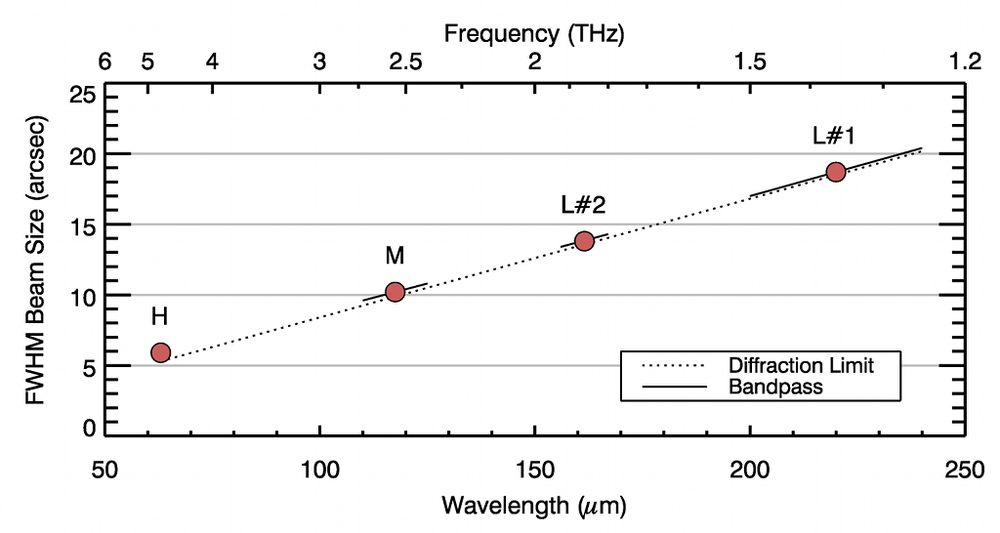 Frequency (THz)
6 5 4 3 2.5 2 1.5 1.2
FWHM Beam Size (arcsec)
25
20
15
10
5
0
L#1
L#2
M
H
Diffraction Limit
Bandpass
50 100 150 200 250
Wavelength (μm)